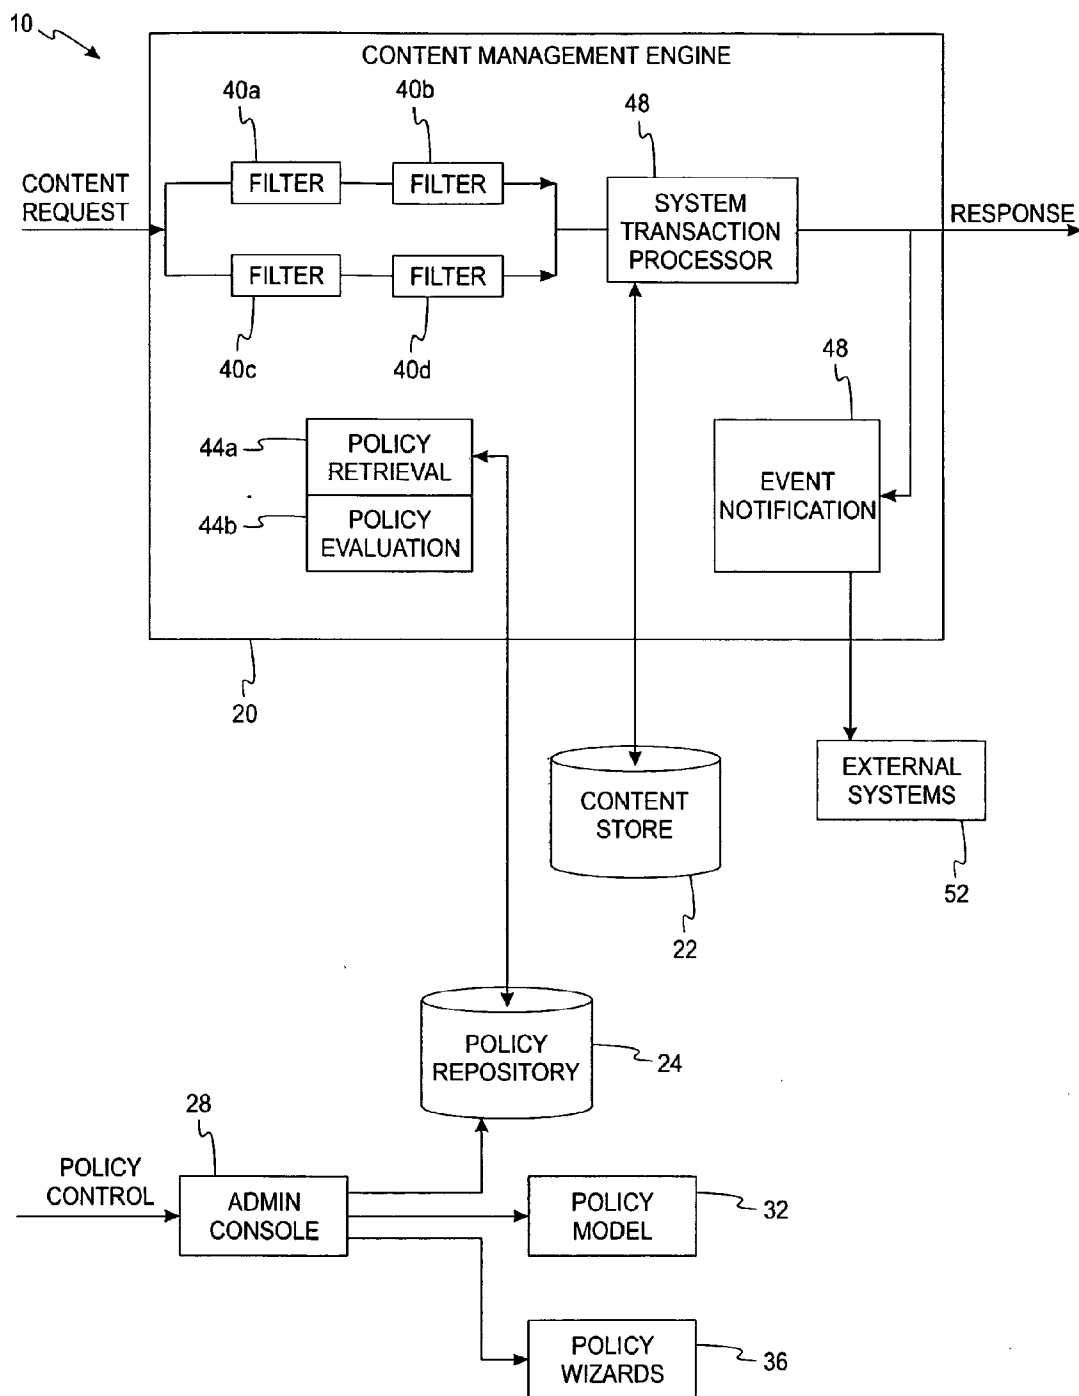 10
CONTENT MANAGEMENT ENGINE
40a
40b
48
CONTENT
REQUEST
FILTER
FILTER
SYSTEM
TRANSACTION
PROCESSOR
RESPONSE
FILTER
FILTER
40c
40d
48
44a
POLICY
RETRIEVAL
44b
POLICY
EVALUATION
EVENT
NOTIFICATION
20
CONTENT
STORE
EXTERNAL
SYSTEMS
52
22
POLICY
REPOSITORY
24
28
POLICY
CONTROL
ADMIN
CONSOLE
POLICY
MODEL
32
POLICY
WIZARDS
36